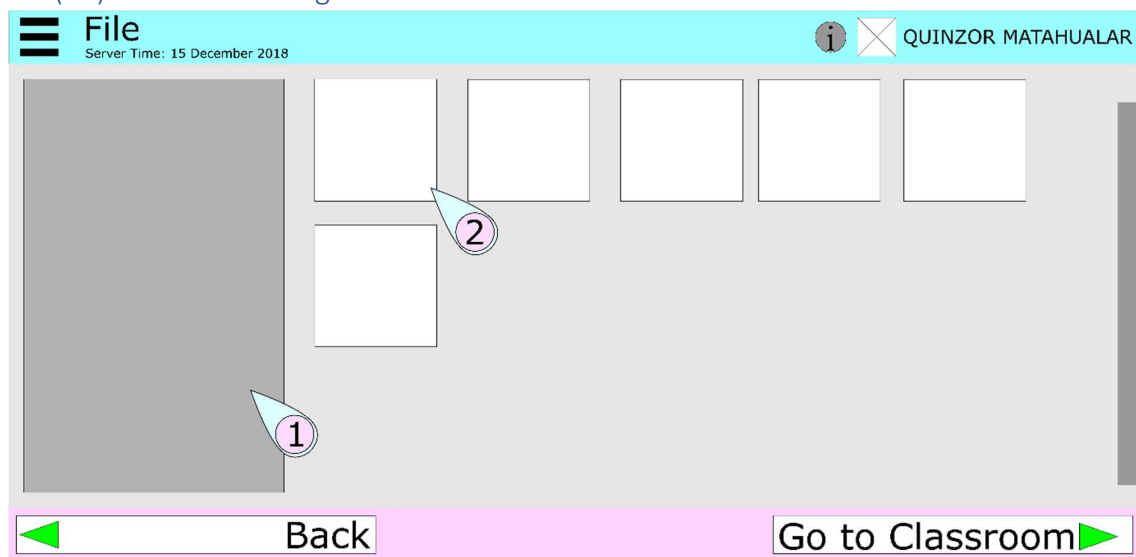 File
Server Time: 15 December 2018
i
QUINZOR MATAHUALAR
2
1
Back
Go to Classroom